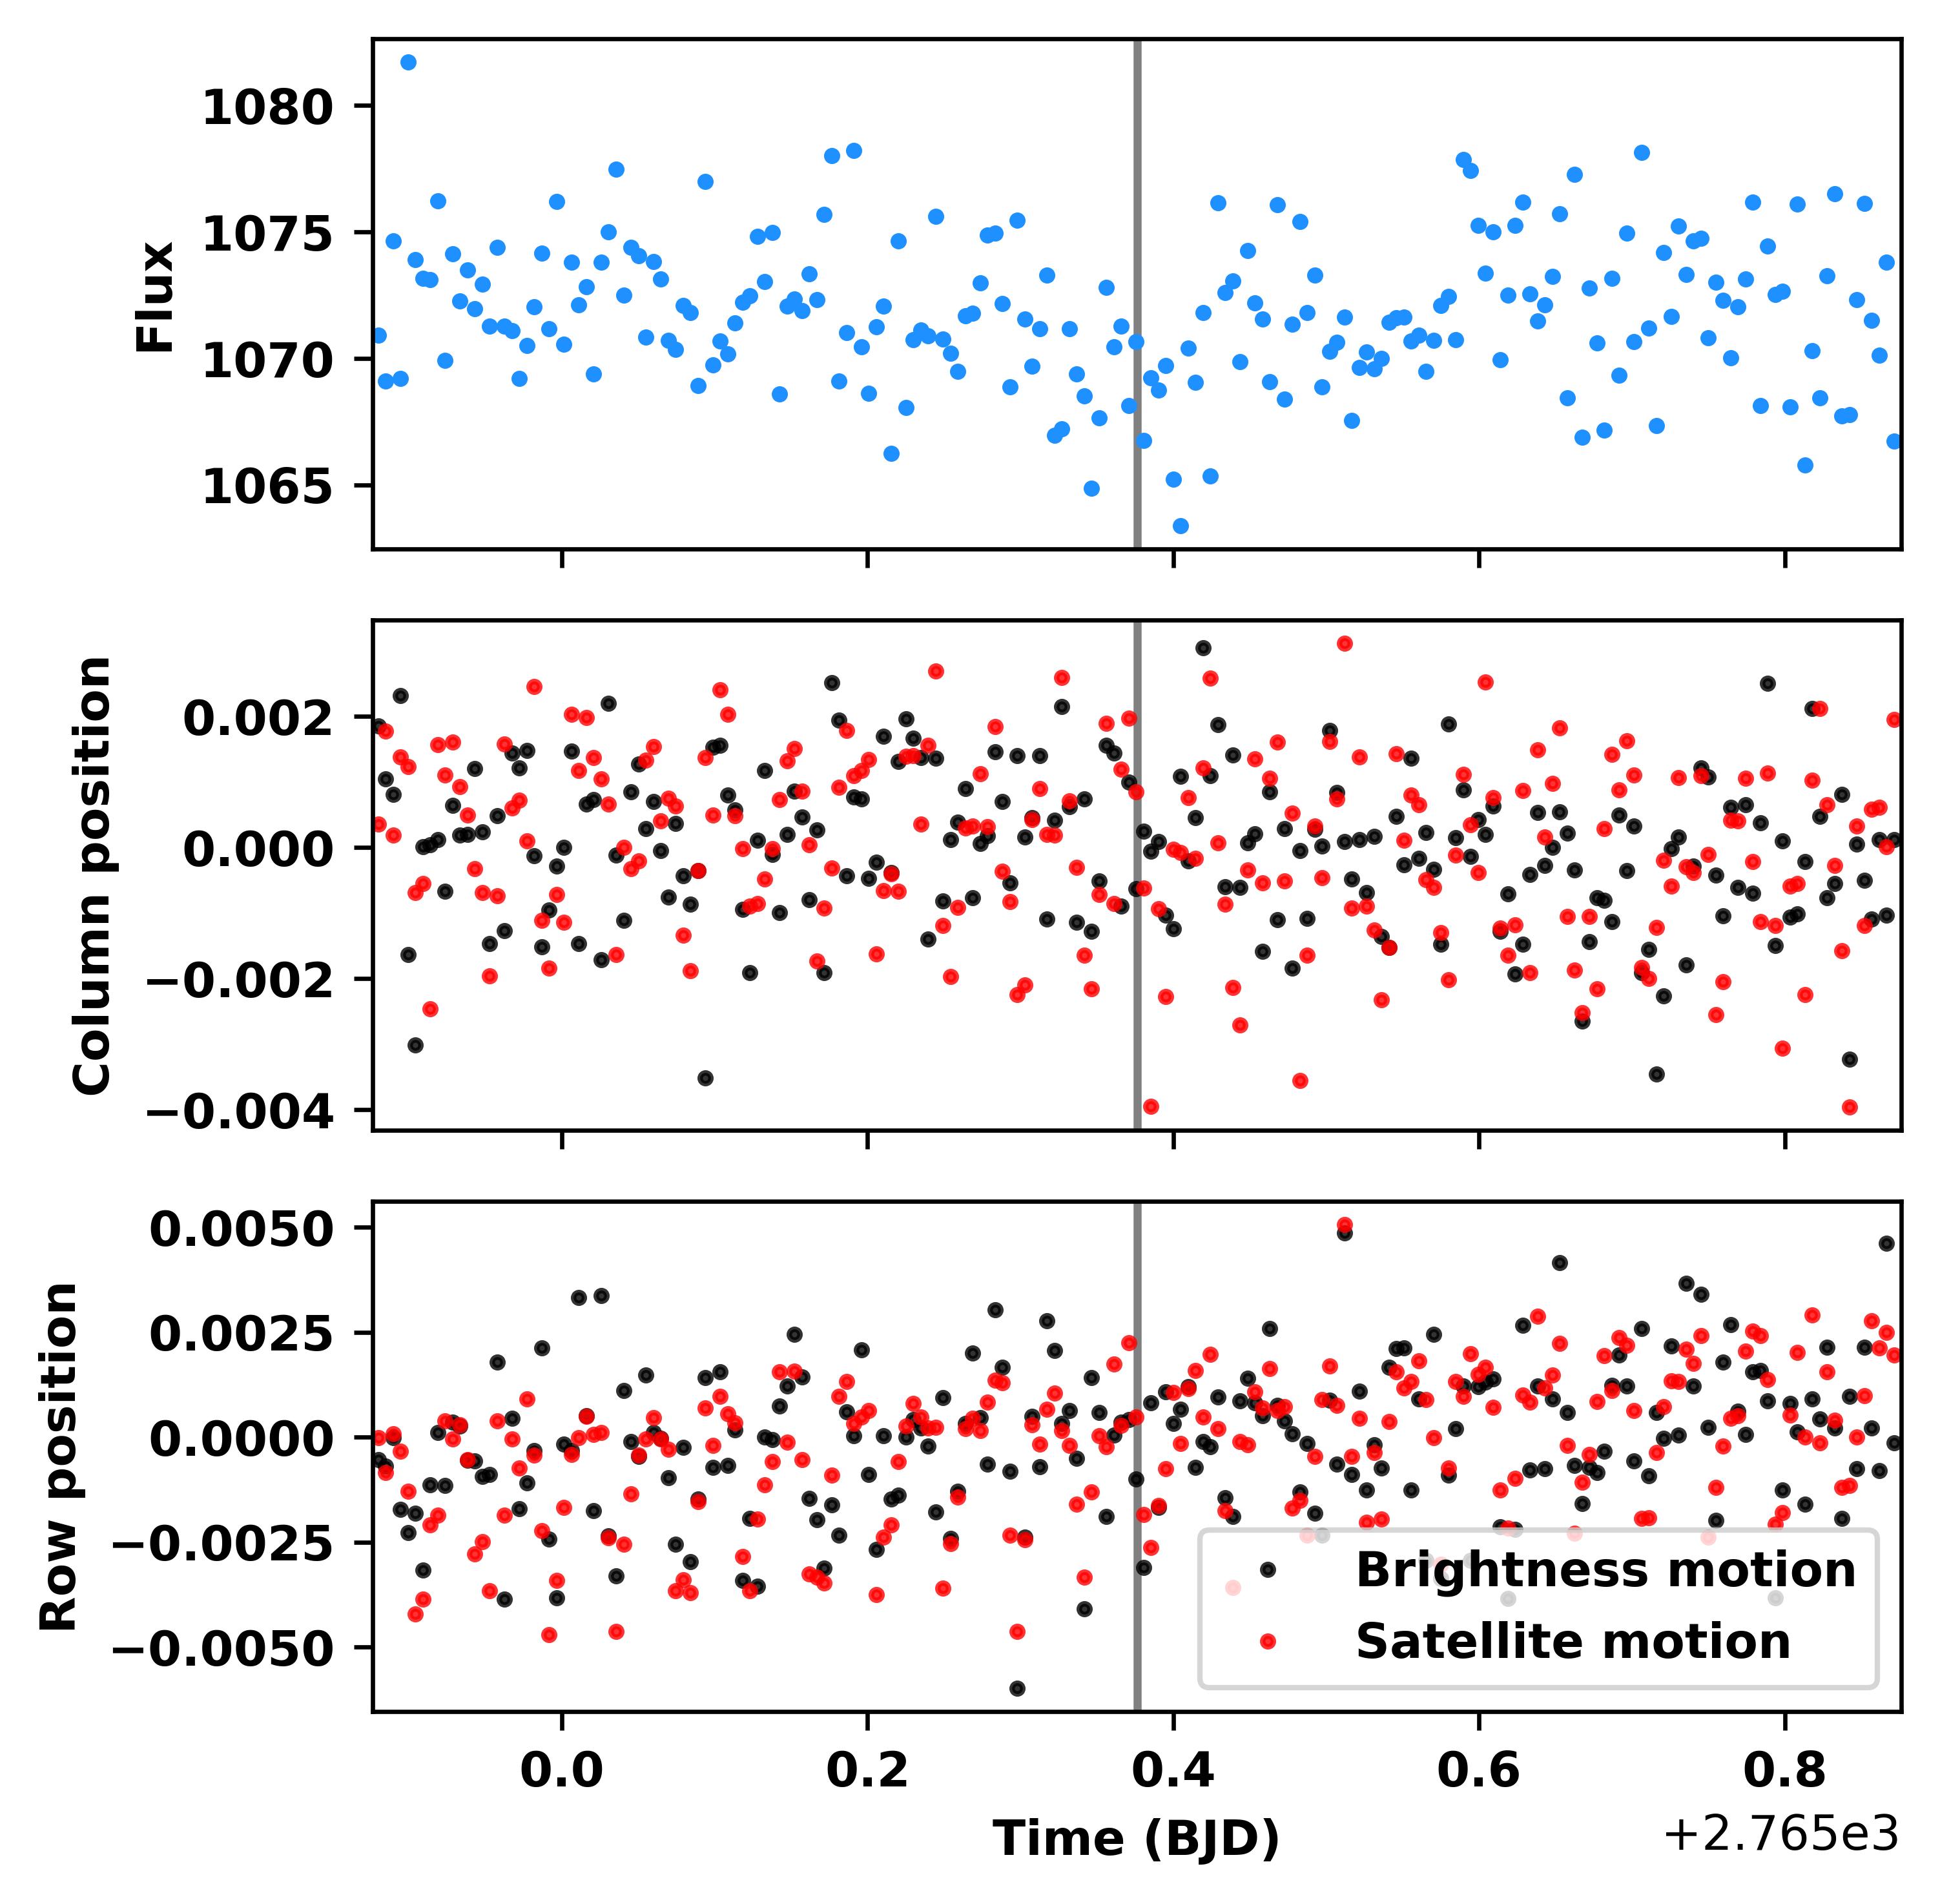 Flux
1080
1075
1070
1065
Column position
0.002
0.000
−0.002
−0.004
Row position
0.0050
0.0025
0.0000
−0.0025
−0.0050
Brightness motion
Satellite motion
0.0 0.2 0.4 0.6 0.8
Time (BJD)
+2.765e3